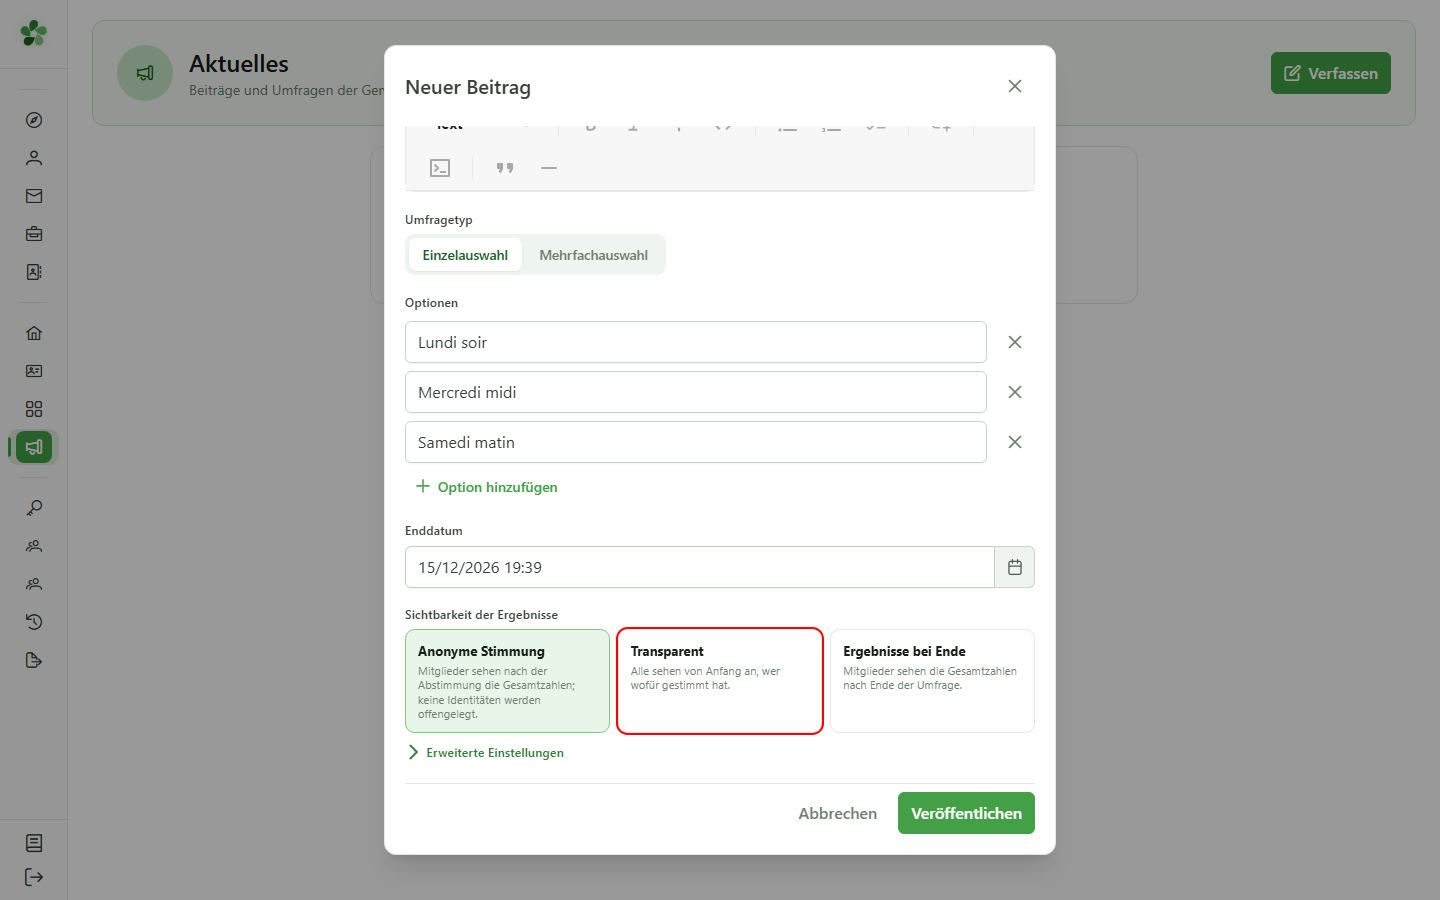 Aktuelles
Beiträge und Umfragen der
Verfassen
Neuer Beitrag
Text
Umfragetyp
Einzelauswahl
Mehrfachauswahl
Optionen
Lundi soir
Mercredi midi
Samedi matin
Option hinzufügen
Enddatum
15/12/2026 19:39
Sichtbarkeit der Ergebnisse
Anonyme Stimmung
Mitglieder sehen nach der
Abstimmung die Gesamtzahlen;
keine Identitäten werden
offengelegt.
Transparent
Alle sehen von Anfang an, wer
wofür gestimmt hat.
Ergebnisse bei Ende
Mitglieder sehen die Gesamtzahlen
nach Ende der Umfrage.
Erweiterte Einstellungen
Abbrechen
Veröffentlichen